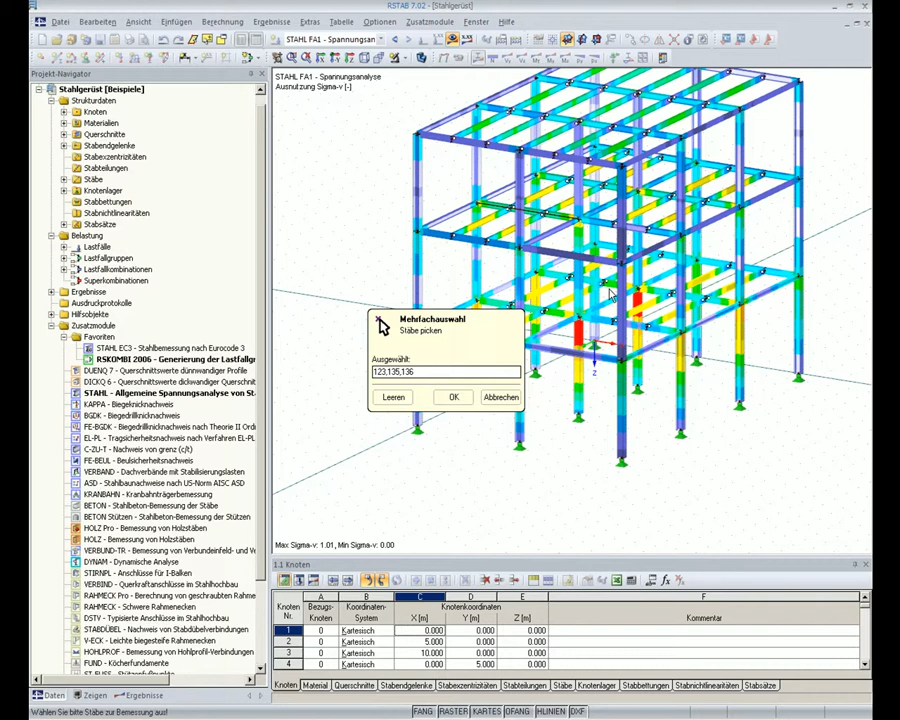 RSTAB 7.02 - [Stahlgerüst]
Datei Bearbeiten Ansicht Einfügen Berechnung Ergebnisse Extras Tabelle Optionen Zusatzmodule Fenster Hilfe
STAHL FA1 - Spannungsan
Projekt-Navigator
Stahlgerüst [Beispiele]
Strukturdaten
Knoten
Materialien
Querschnitte
Stabendgelenke
Stabexzentrizitäten
Stabteilungen
Stäbe
Knotenlager
Stabbettungen
Stabnichtlinearitäten
Stabsätze
Belastung
Lastfälle
Lastfallgruppen
Lastfallkombinationen
Superkombinationen
Ergebnisse
Ausdruckprotokolle
Hilfsobjekte
Zusatzmodule
Favoriten
STAHL EC3 - Stahlbemessung nach Eurocode 3
RSKOMBI 2006 - Generierung der Lastfallg
DUENQ 7 - Querschnittswerte dünnwandiger Profile
DICKQ 6 - Querschnittswerte dickwandiger Profile
STAHL - Allgemeine Spannungsanalyse von St
KAPPA - Biegeknicknachweis
BGDK - Biegedrillknicknachweis
FE-BGDK - Biegedrillknicknachweis nach Theorie II Ord
EL-PL - Tragsicherheitsnachweis nach Verfahren EL-PL
C-ZU-T - Nachweis von grenz (c/t)
FE-BEUL - Beulsicherheitsnachweis
VERBAND - Dachverbände mit Stabilisierungslasten
ASD - Stahlbaunachweise nach US-Norm AISC ASD
KRANBAHN - Kranbahnträgerbemessung
BETON - Stahlbeton-Bemessung der Stäbe
BETON Stützen - Stahlbeton-Bemessung der Stützen
HOLZ Pro - Bemessung von Holzstäben
HOLZ - Bemessung von Holzstäben
VERBUND-TR - Bemessung von Verbundeinfeld- und Ve
DYNAM - Dynamische Analyse
STIRNPL - Anschlüsse für I-Balken
VERBIND - Querkraftanschlüsse im Stahlhochbau
RAHMECK Pro - Bemessung von geschraubten Rahmen
RAHMECK - Schwere Rahmenecken
DSTV - Typisierte Anschlüsse im Stahlhochbau
STABDÜBEL - Nachweis von Stabdübelverbindungen
V-ECK - Leichte biegesteife Rahmenecken
HOHLPROF - Bemessung von Hohlprofil-Verbindungen
FUND - Köcherfundamente
Daten Zeigen Ergebnisse
STAHL FA1 - Spannungsanalyse
Ausnutzung Sigma-v [-]
Mehrfachauswahl
Stäbe picken
Ausgewählt:
123,135,136
Leeren OK Abbrechen
Z
Max Sigma-v: 1.01, Min Sigma-v: 0.00
1.1 Knoten
A B C D E F
Knoten Bezugs- Koordinaten- Knotenkoordinaten
Nr. Knoten System X [m] Y [m] Z [m] Kommentar
1 0 Kartesisch 0.000 0.000 0.000
2 0 Kartesisch 5.000 0.000 0.000
3 0 Kartesisch 10.000 0.000 0.000
4 0 Kartesisch 0.000 5.000 0.000
Knoten Material Querschnitte Stabendgelenke Stabexzentrizitäten Stabteilungen Stäbe Knotenlager Stabbettungen Stabnichtlinearitäten Stabsätze
Wählen Sie bitte Stäbe zur Bemessung aus!
FANG RASTER KARTES OFANG HLINIEN DXF